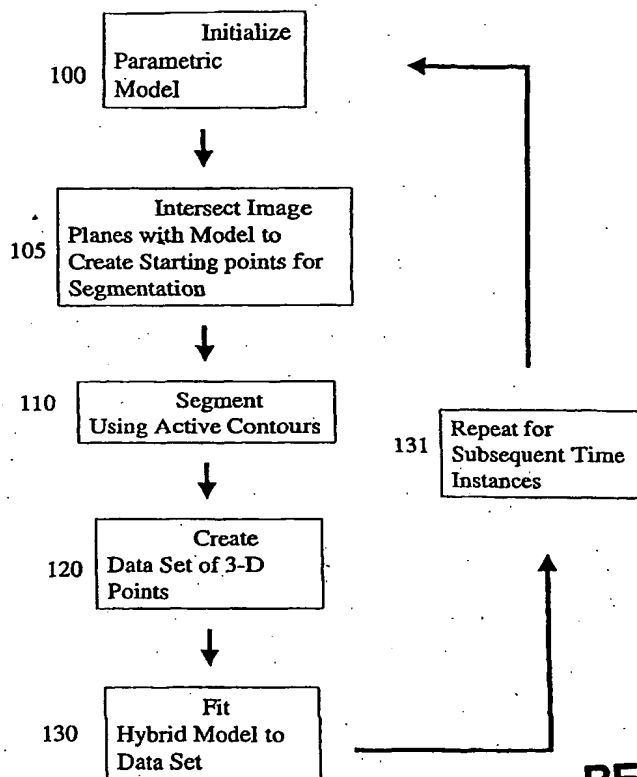 Initialize
100 Parametric
Model
Intersect Image
105 Planes with Model to
Create Starting points for
Segmentation
110 Segment
Using Active Contours
131 Repeat for
Subsequent Time
Instances
Create
120 Data Set of 3-D
Points
Fit
130 Hybrid Model to
Data Set